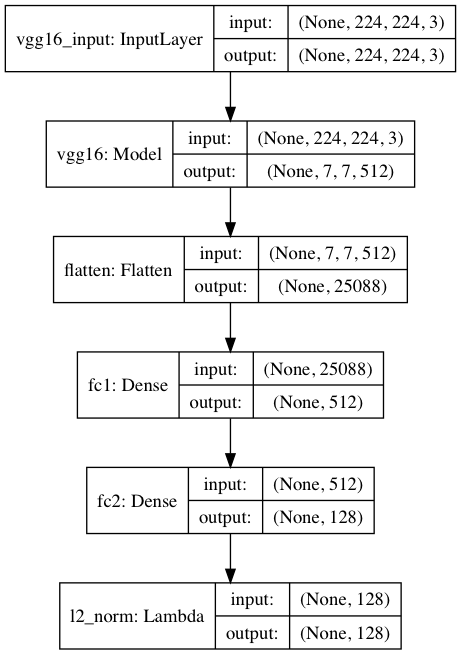 vgg16_input: InputLayer
input: (None, 224, 224, 3)
output: (None, 224, 224, 3)
vgg16: Model
input: (None, 224, 224, 3)
output: (None, 7, 7, 512)
flatten: Flatten
input: (None, 7, 7, 512)
output: (None, 25088)
fc1: Dense
input: (None, 25088)
output: (None, 512)
fc2: Dense
input: (None, 512)
output: (None, 128)
l2_norm: Lambda
input: (None, 128)
output: (None, 128)